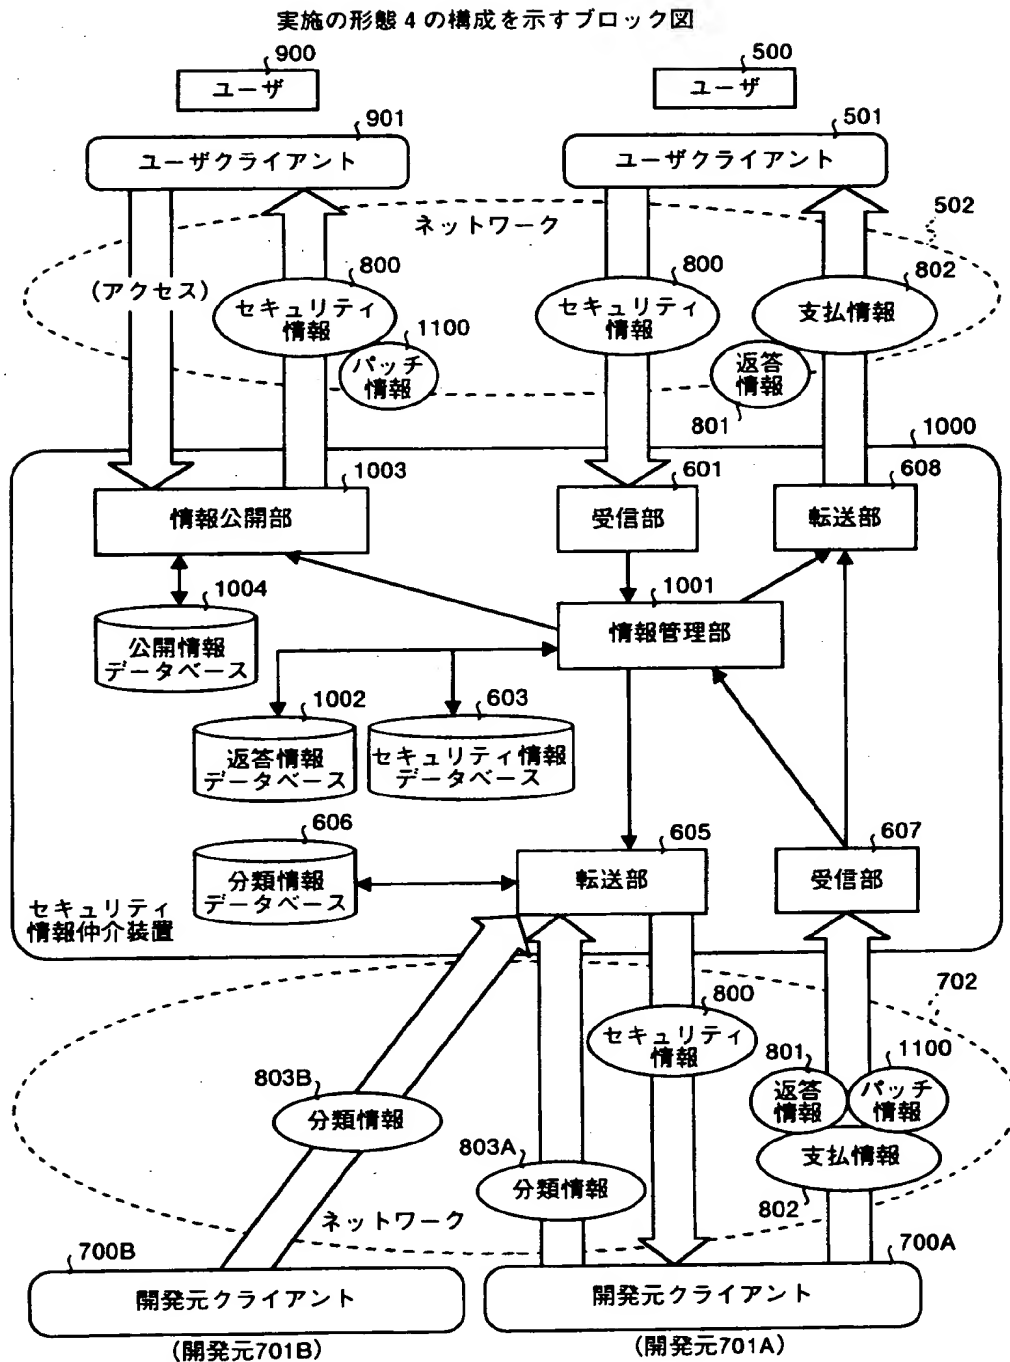 実施の形態4の構成を示すブロック図
900
ユーザ
500
ユーザ
901
ユーザクライアント
501
ユーザクライアント
ネットワーク
502
(アクセス)
800
セキュリティ
情報
1100
パッチ
情報
800
セキュリティ
情報
802
支払情報
返答
情報
801
1000
1003
情報公開部
601
受信部
608
転送部
1004
公開情報
データベース
1001
情報管理部
1002
返答情報
データベース
603
セキュリティ情報
データベース
606
分類情報
データベース
605
転送部
607
受信部
セキュリティ
情報仲介装置
702
800
セキュリティ
情報
801
返答
情報
1100
パッチ
情報
支払情報
802
803B
分類情報
803A
分類情報
ネットワーク
700B
開発元クライアント
(開発元701B)
700A
開発元クライアント
(開発元701A)